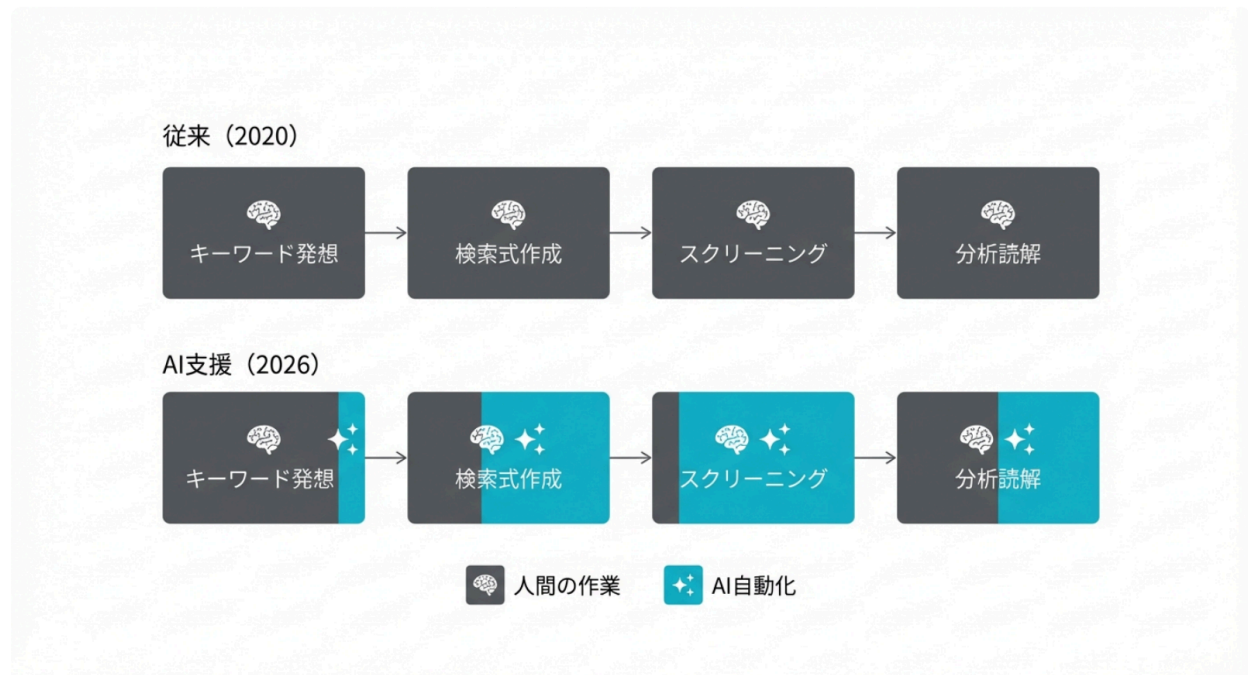 従来（2020）
キーワード発想
検索式作成
スクリーニング
分析読解
AI支援（2026）
キーワード発想
検索式作成
スクリーニング
分析読解
人間の作業
AI自動化